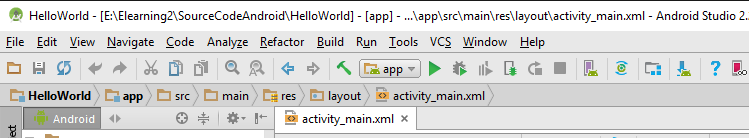 HelloWorld - [E:\Elearning2\SourceCodeAndroid\HelloWorld] - [app] - ...\app\src\main\res\layout\activity_main.xml - Android Studio 2.
File Edit View Navigate Code Analyze Refactor Build Run Tools VCS Window Help
app
HelloWorld app src main res layout activity_main.xml
Android activity_main.xml